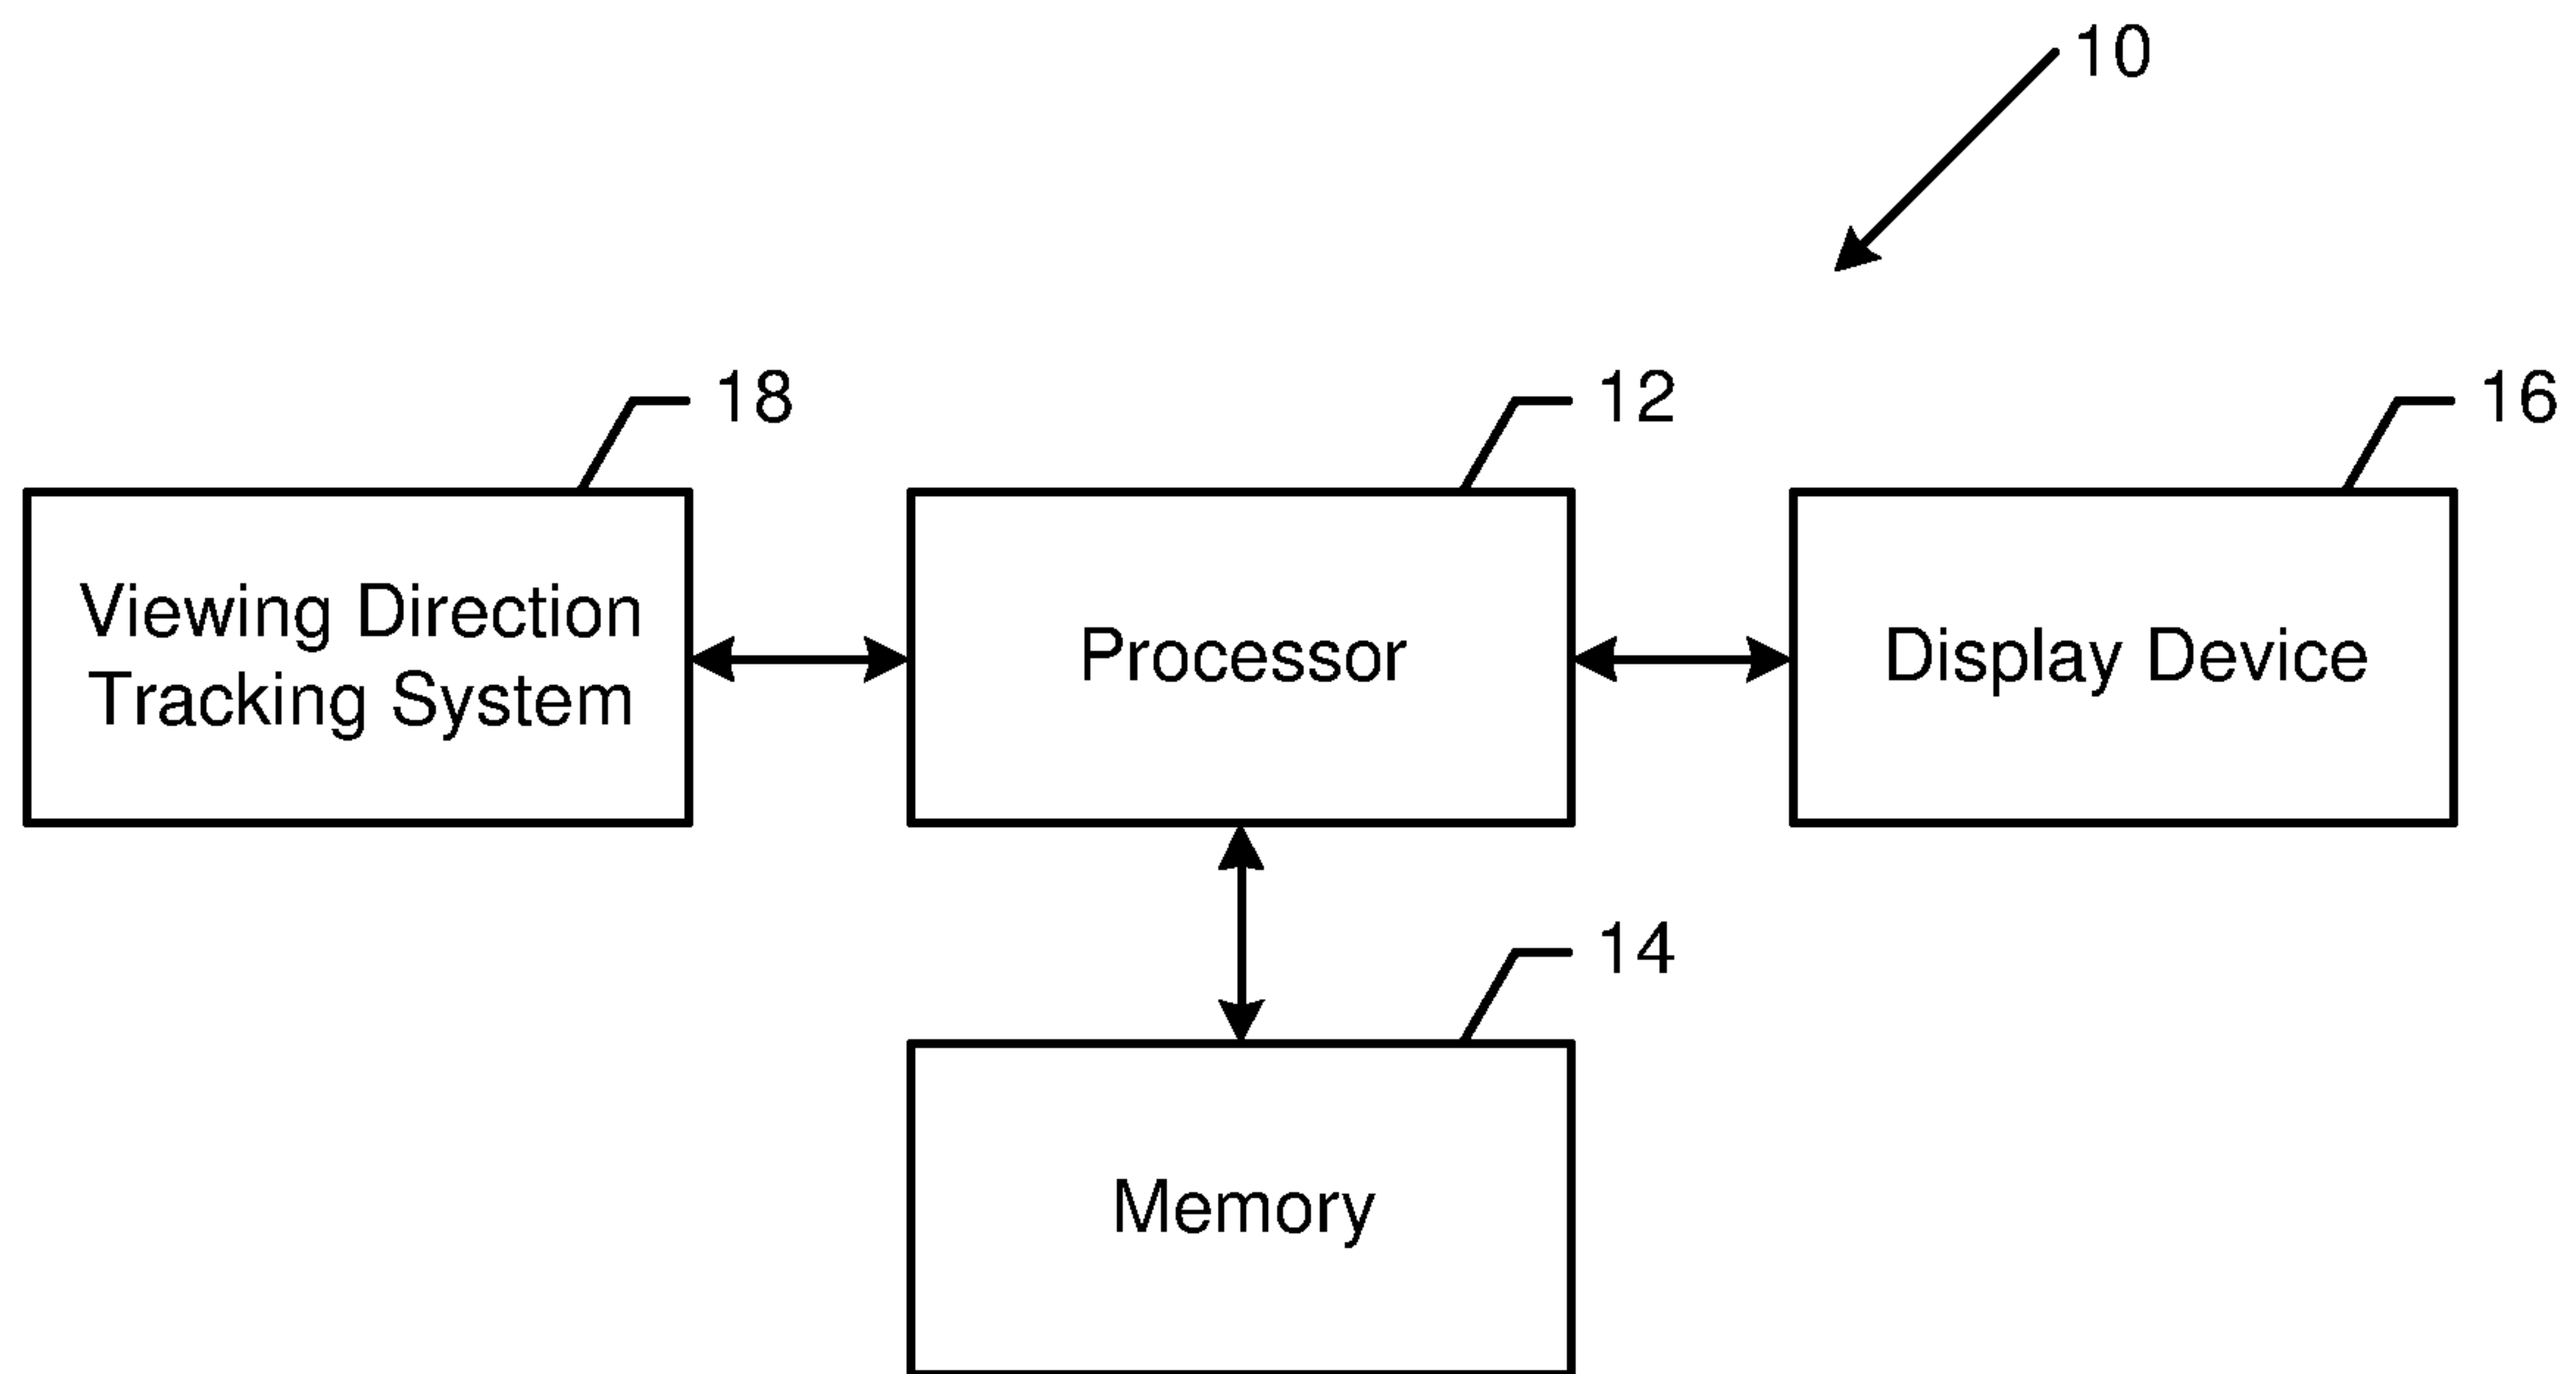 10
18
12
16
Viewing Direction
Tracking System
Processor
Display Device
14
Memory